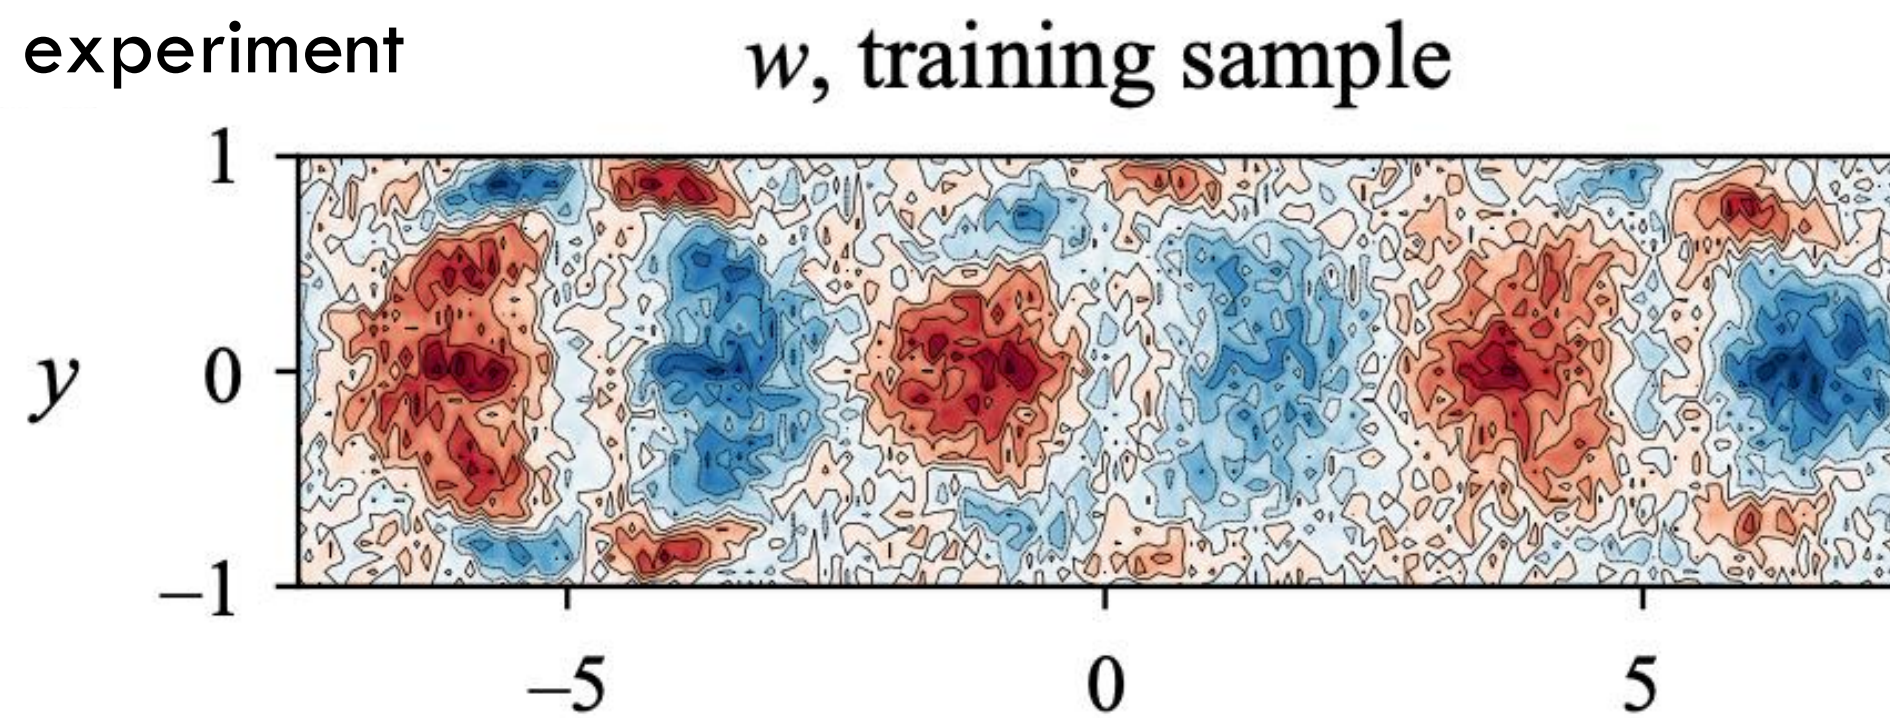 experiment
w, training sample
1
y
0
–1
–5 0 5